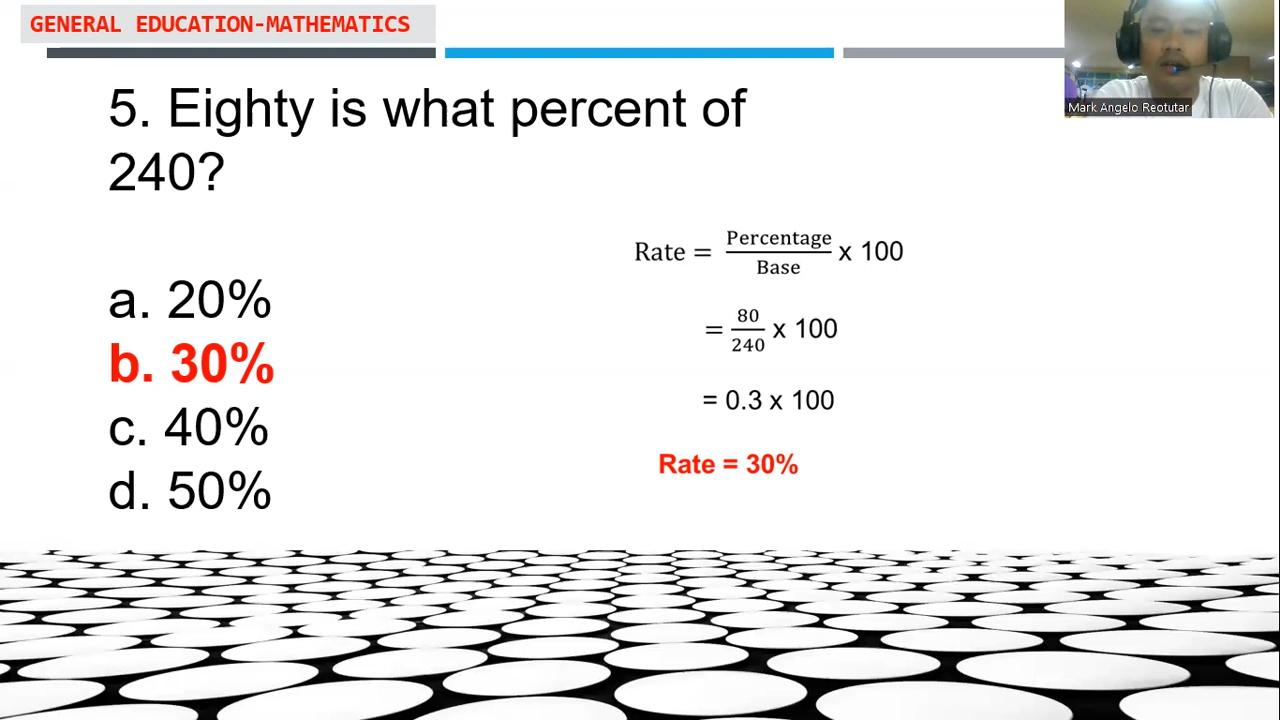 GENERAL EDUCATION-MATHEMATICS
Mark Angelo Reotutar
5. Eighty is what percent of
240?
a. 20%
b. 30%
c. 40%
d. 50%
Rate = Percentage/Base x 100
= 80/240 x 100
= 0.3 x 100
Rate = 30%